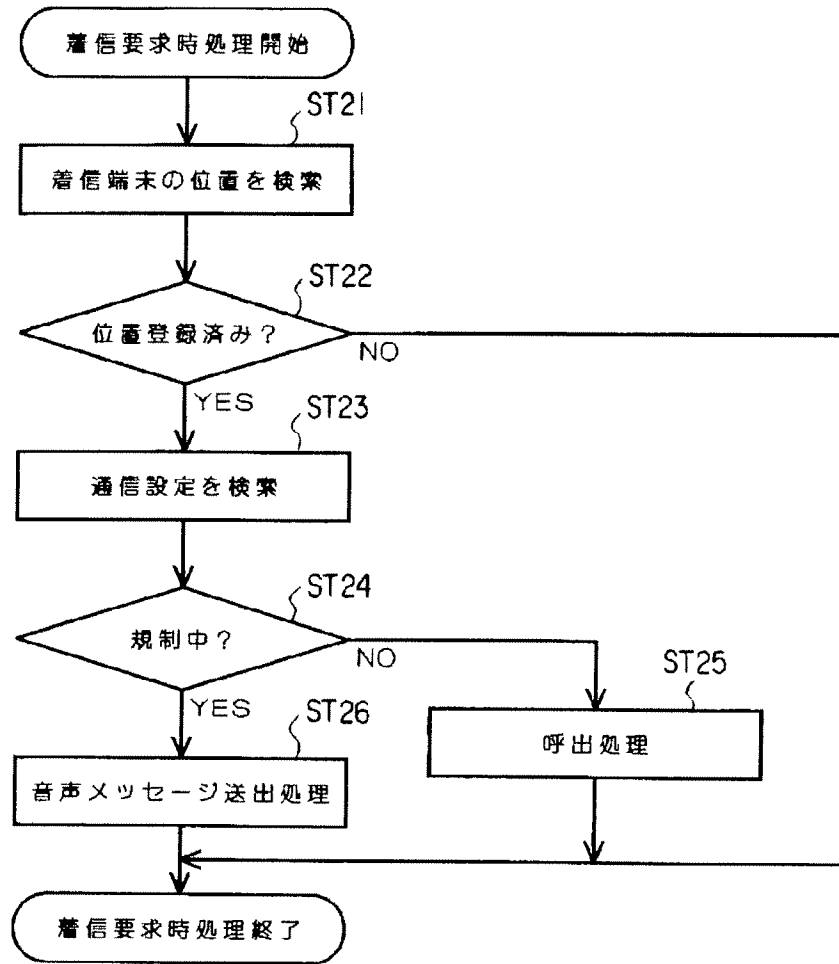 着信要求時処理開始
ST21
着信端末の位置を検索
ST22
位置登録済み?
NO
YES
ST23
通信設定を検索
ST24
規制中?
NO
YES
ST25
呼出処理
ST26
音声メッセージ送出処理
着信要求時処理終了